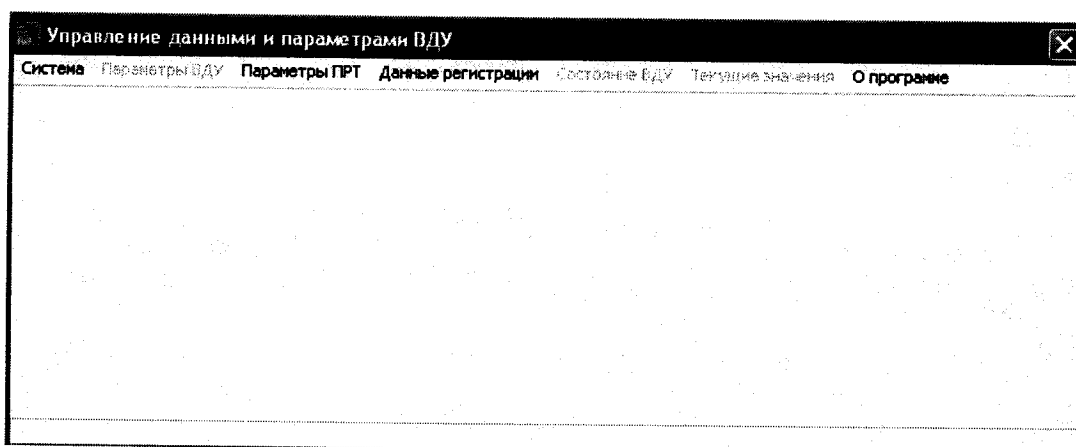 Управление данными и параметрами ВДУ
Система Параметры ВДУ Параметры ПРТ Данные регистрации Состояние ВДУ Текущие значения О программе